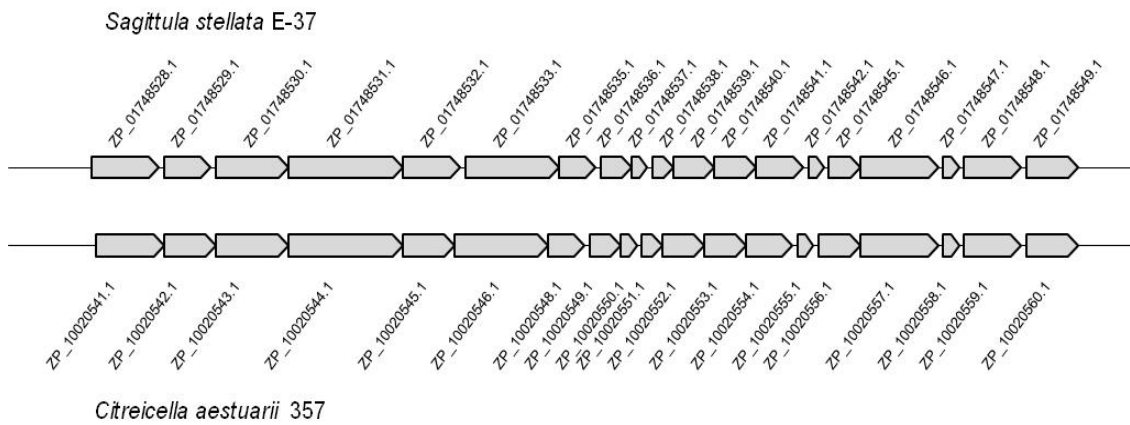 Sagittula stellata E-37
ZP_01748528.1
ZP_01748529.1
ZP_01748530.1
ZP_01748531.1
ZP_01748532.1
ZP_01748533.1
ZP_01748535.1
ZP_01748536.1
ZP_01748537.1
ZP_01748538.1
ZP_01748539.1
ZP_01748540.1
ZP_01748541.1
ZP_01748542.1
ZP_01748545.1
ZP_01748546.1
ZP_01748547.1
ZP_01748548.1
ZP_01748549.1
ZP_10020541.1
ZP_10020542.1
ZP_10020543.1
ZP_10020544.1
ZP_10020545.1
ZP_10020546.1
ZP_10020548.1
ZP_10020549.1
ZP_10020550.1
ZP_10020551.1
ZP_10020552.1
ZP_10020553.1
ZP_10020554.1
ZP_10020555.1
ZP_10020556.1
ZP_10020557.1
ZP_10020558.1
ZP_10020559.1
ZP_10020560.1
Citreicella aestuarii 357